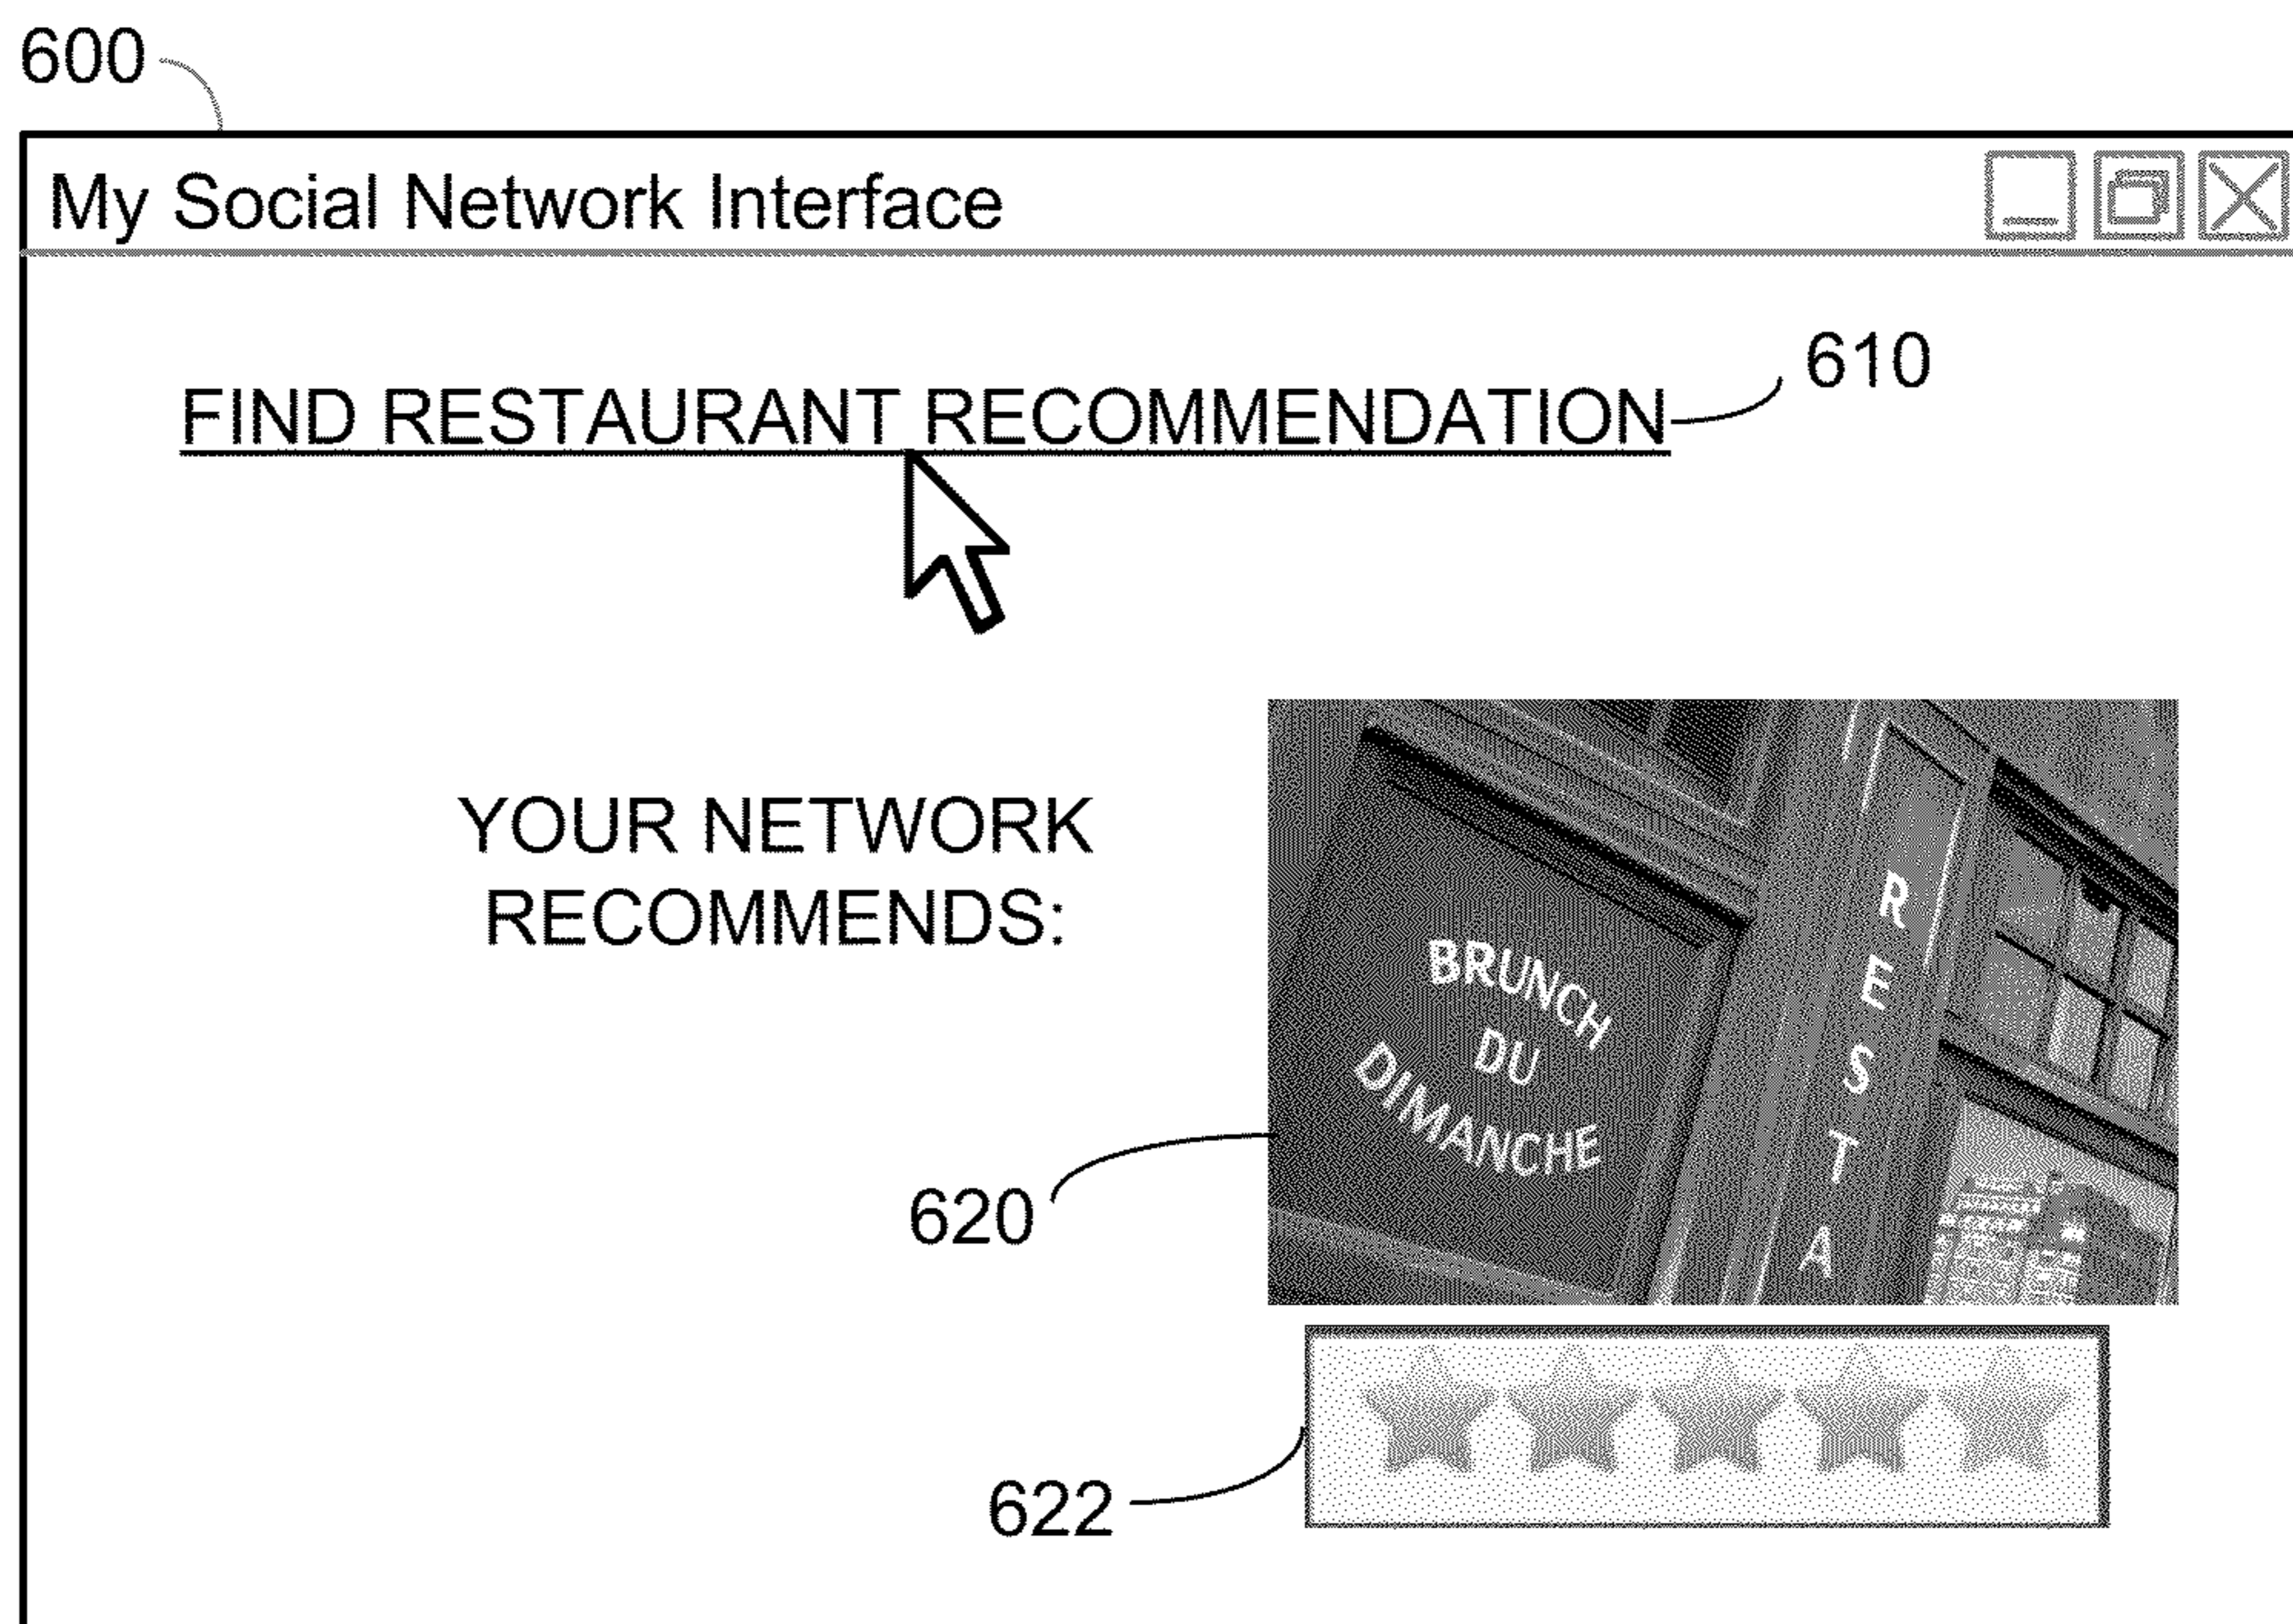 600
My Social Network Interface
FIND RESTAURANT RECOMMENDATION
610
YOUR NETWORK
RECOMMENDS:
BRUNCH
DU
DIMANCHE
RESTA
620
622